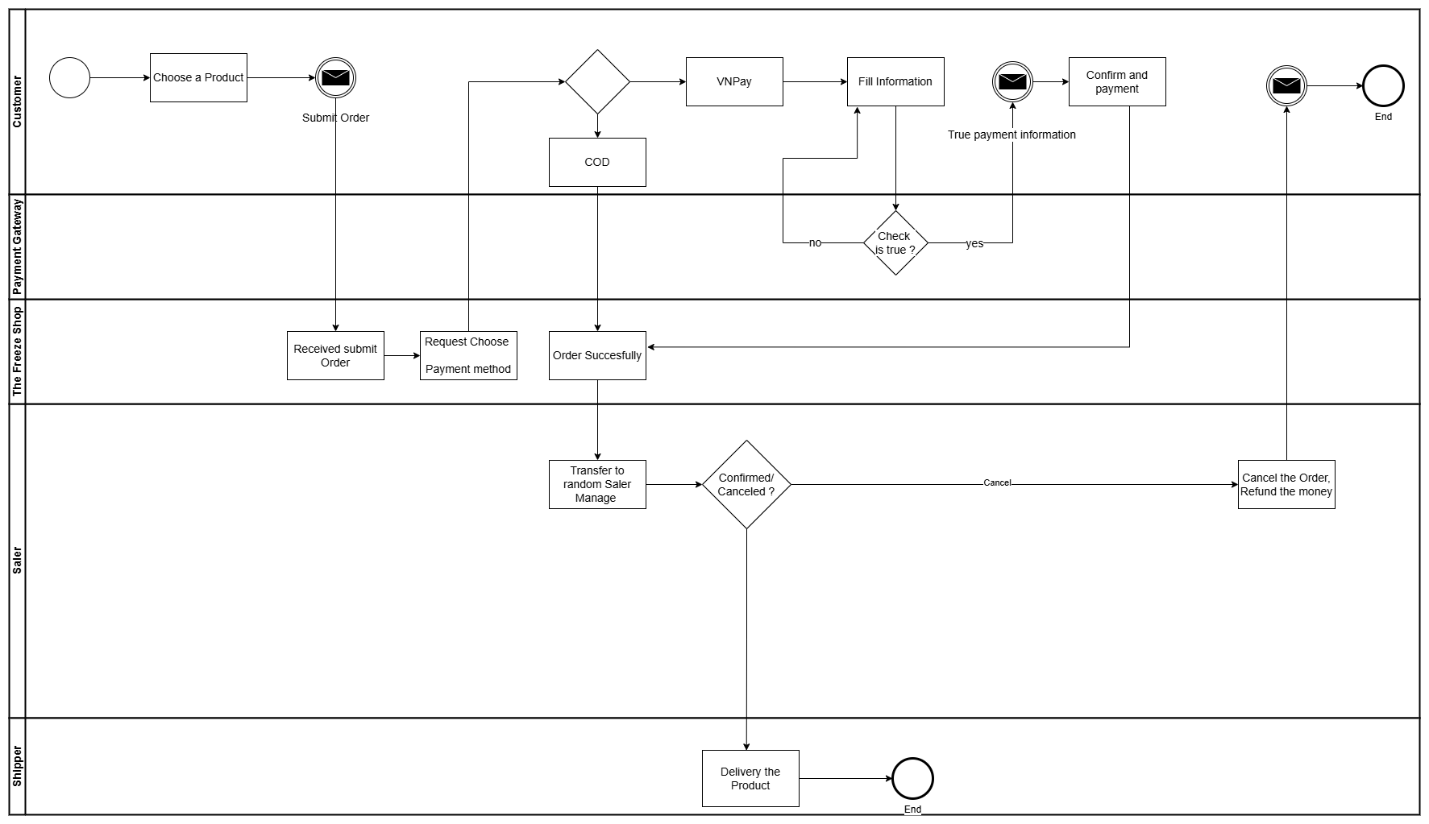 Customer
Choose a Product
Submit Order
VNPay
Fill Information
Confirm and
payment
True payment information
End
COD
Payment Gateway
Check
is true ?
no
yes
The Freeze Shop
Received submit
Order
Request Choose
Payment method
Order Succesfully
Saler
Transfer to
random Saler
Manage
Confirmed/
Canceled ?
Cancel
Cancel the Order,
Refund the money
Shipper
Delivery the
Product
End